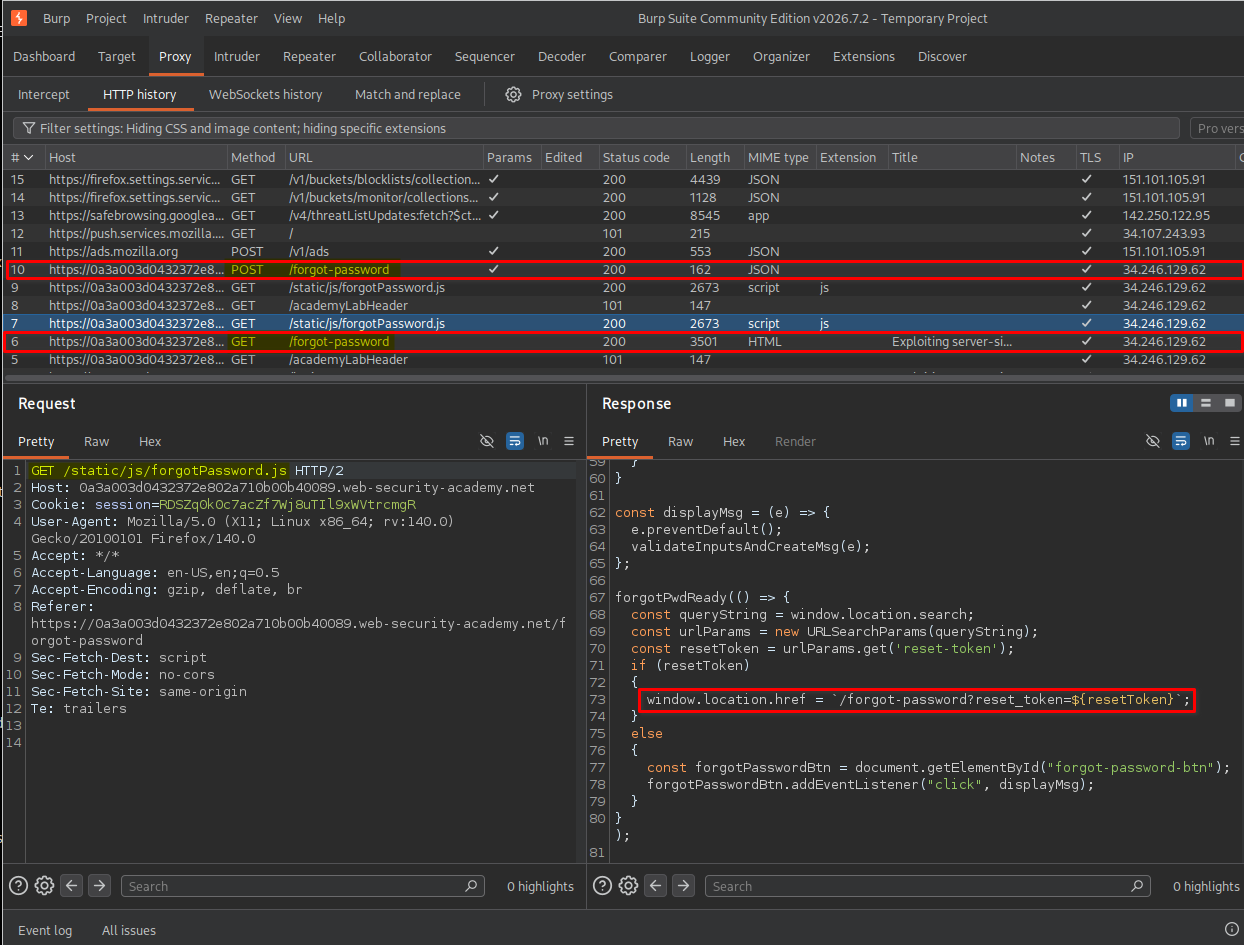 Burp Project Intruder Repeater View Help Burp Suite Community Edition v2026.7.2 - Temporary Project
Dashboard Target Proxy Intruder Repeater Collaborator Sequencer Decoder Comparer Logger Organizer Extensions Discover
Intercept HTTP history WebSockets history Match and replace Proxy settings
Filter settings: Hiding CSS and image content; hiding specific extensions Pro vers
# Host Method URL Params Edited Status code Length MIME type Extension Title Notes TLS IP
15 https://firefox.settings.servic... GET /v1/buckets/blocklists/collection... ✓ 200 4439 JSON ✓ 151.101.105.91
14 https://firefox.settings.servic... GET /v1/buckets/monitor/collections... ✓ 200 1128 JSON ✓ 151.101.105.91
13 https://safebrowsing.googlea... GET /v4/threatListUpdates:fetch?$ct... ✓ 200 8545 app ✓ 142.250.122.95
12 https://push.services.mozilla.... GET / 101 215 ✓ 34.107.243.93
11 https://ads.mozilla.org POST /v1/ads ✓ 200 553 JSON ✓ 151.101.105.91
10 https://0a3a003d0432372e8... POST /forgot-password ✓ 200 162 JSON ✓ 34.246.129.62
9 https://0a3a003d0432372e8... GET /static/js/forgotPassword.js 200 2673 script js ✓ 34.246.129.62
8 https://0a3a003d0432372e8... GET /academyLabHeader 101 147 ✓ 34.246.129.62
7 https://0a3a003d0432372e8... GET /static/js/forgotPassword.js 200 2673 script js ✓ 34.246.129.62
6 https://0a3a003d0432372e8... GET /forgot-password 200 3501 HTML Exploiting server-si... ✓ 34.246.129.62
5 https://0a3a003d0432372e8... GET /academyLabHeader 101 147 ✓ 34.246.129.62
Request
Pretty Raw Hex \n
1 GET /static/js/forgotPassword.js HTTP/2
2 Host: 0a3a003d0432372e802a710b00b40089.web-security-academy.net
3 Cookie: session=RDSZq0k0c7acZf7Wj8uTIl9xWVtrcmgR
4 User-Agent: Mozilla/5.0 (X11; Linux x86_64; rv:140.0)
Gecko/20100101 Firefox/140.0
5 Accept: */*
6 Accept-Language: en-US,en;q=0.5
7 Accept-Encoding: gzip, deflate, br
8 Referer:
https://0a3a003d0432372e802a710b00b40089.web-security-academy.net/f
orgot-password
9 Sec-Fetch-Dest: script
10 Sec-Fetch-Mode: no-cors
11 Sec-Fetch-Site: same-origin
12 Te: trailers
13
14
Response
Pretty Raw Hex Render \n
59 }
60 }
61
62 const displayMsg = (e) => {
63 e.preventDefault();
64 validateInputsAndCreateMsg(e);
65 };
66
67 forgotPwdReady(() => {
68 const queryString = window.location.search;
69 const urlParams = new URLSearchParams(queryString);
70 const resetToken = urlParams.get('reset-token');
71 if (resetToken)
72 {
73 window.location.href = `/forgot-password?reset_token=${resetToken}`;
74 }
75 else
76 {
77 const forgotPasswordBtn = document.getElementById("forgot-password-btn");
78 forgotPasswordBtn.addEventListener("click", displayMsg);
79 }
80 }
);
81
Search 0 highlights
Search 0 highlights
Event log All issues